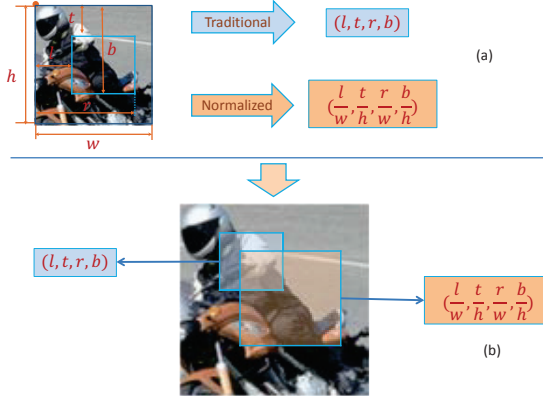 t
b
h
w
Traditional
(l, t, r, b)
(a)
Normalized
(l/w, t/h, r/w, b/h)
(l, t, r, b)
(l/w, t/h, r/w, b/h)
(b)